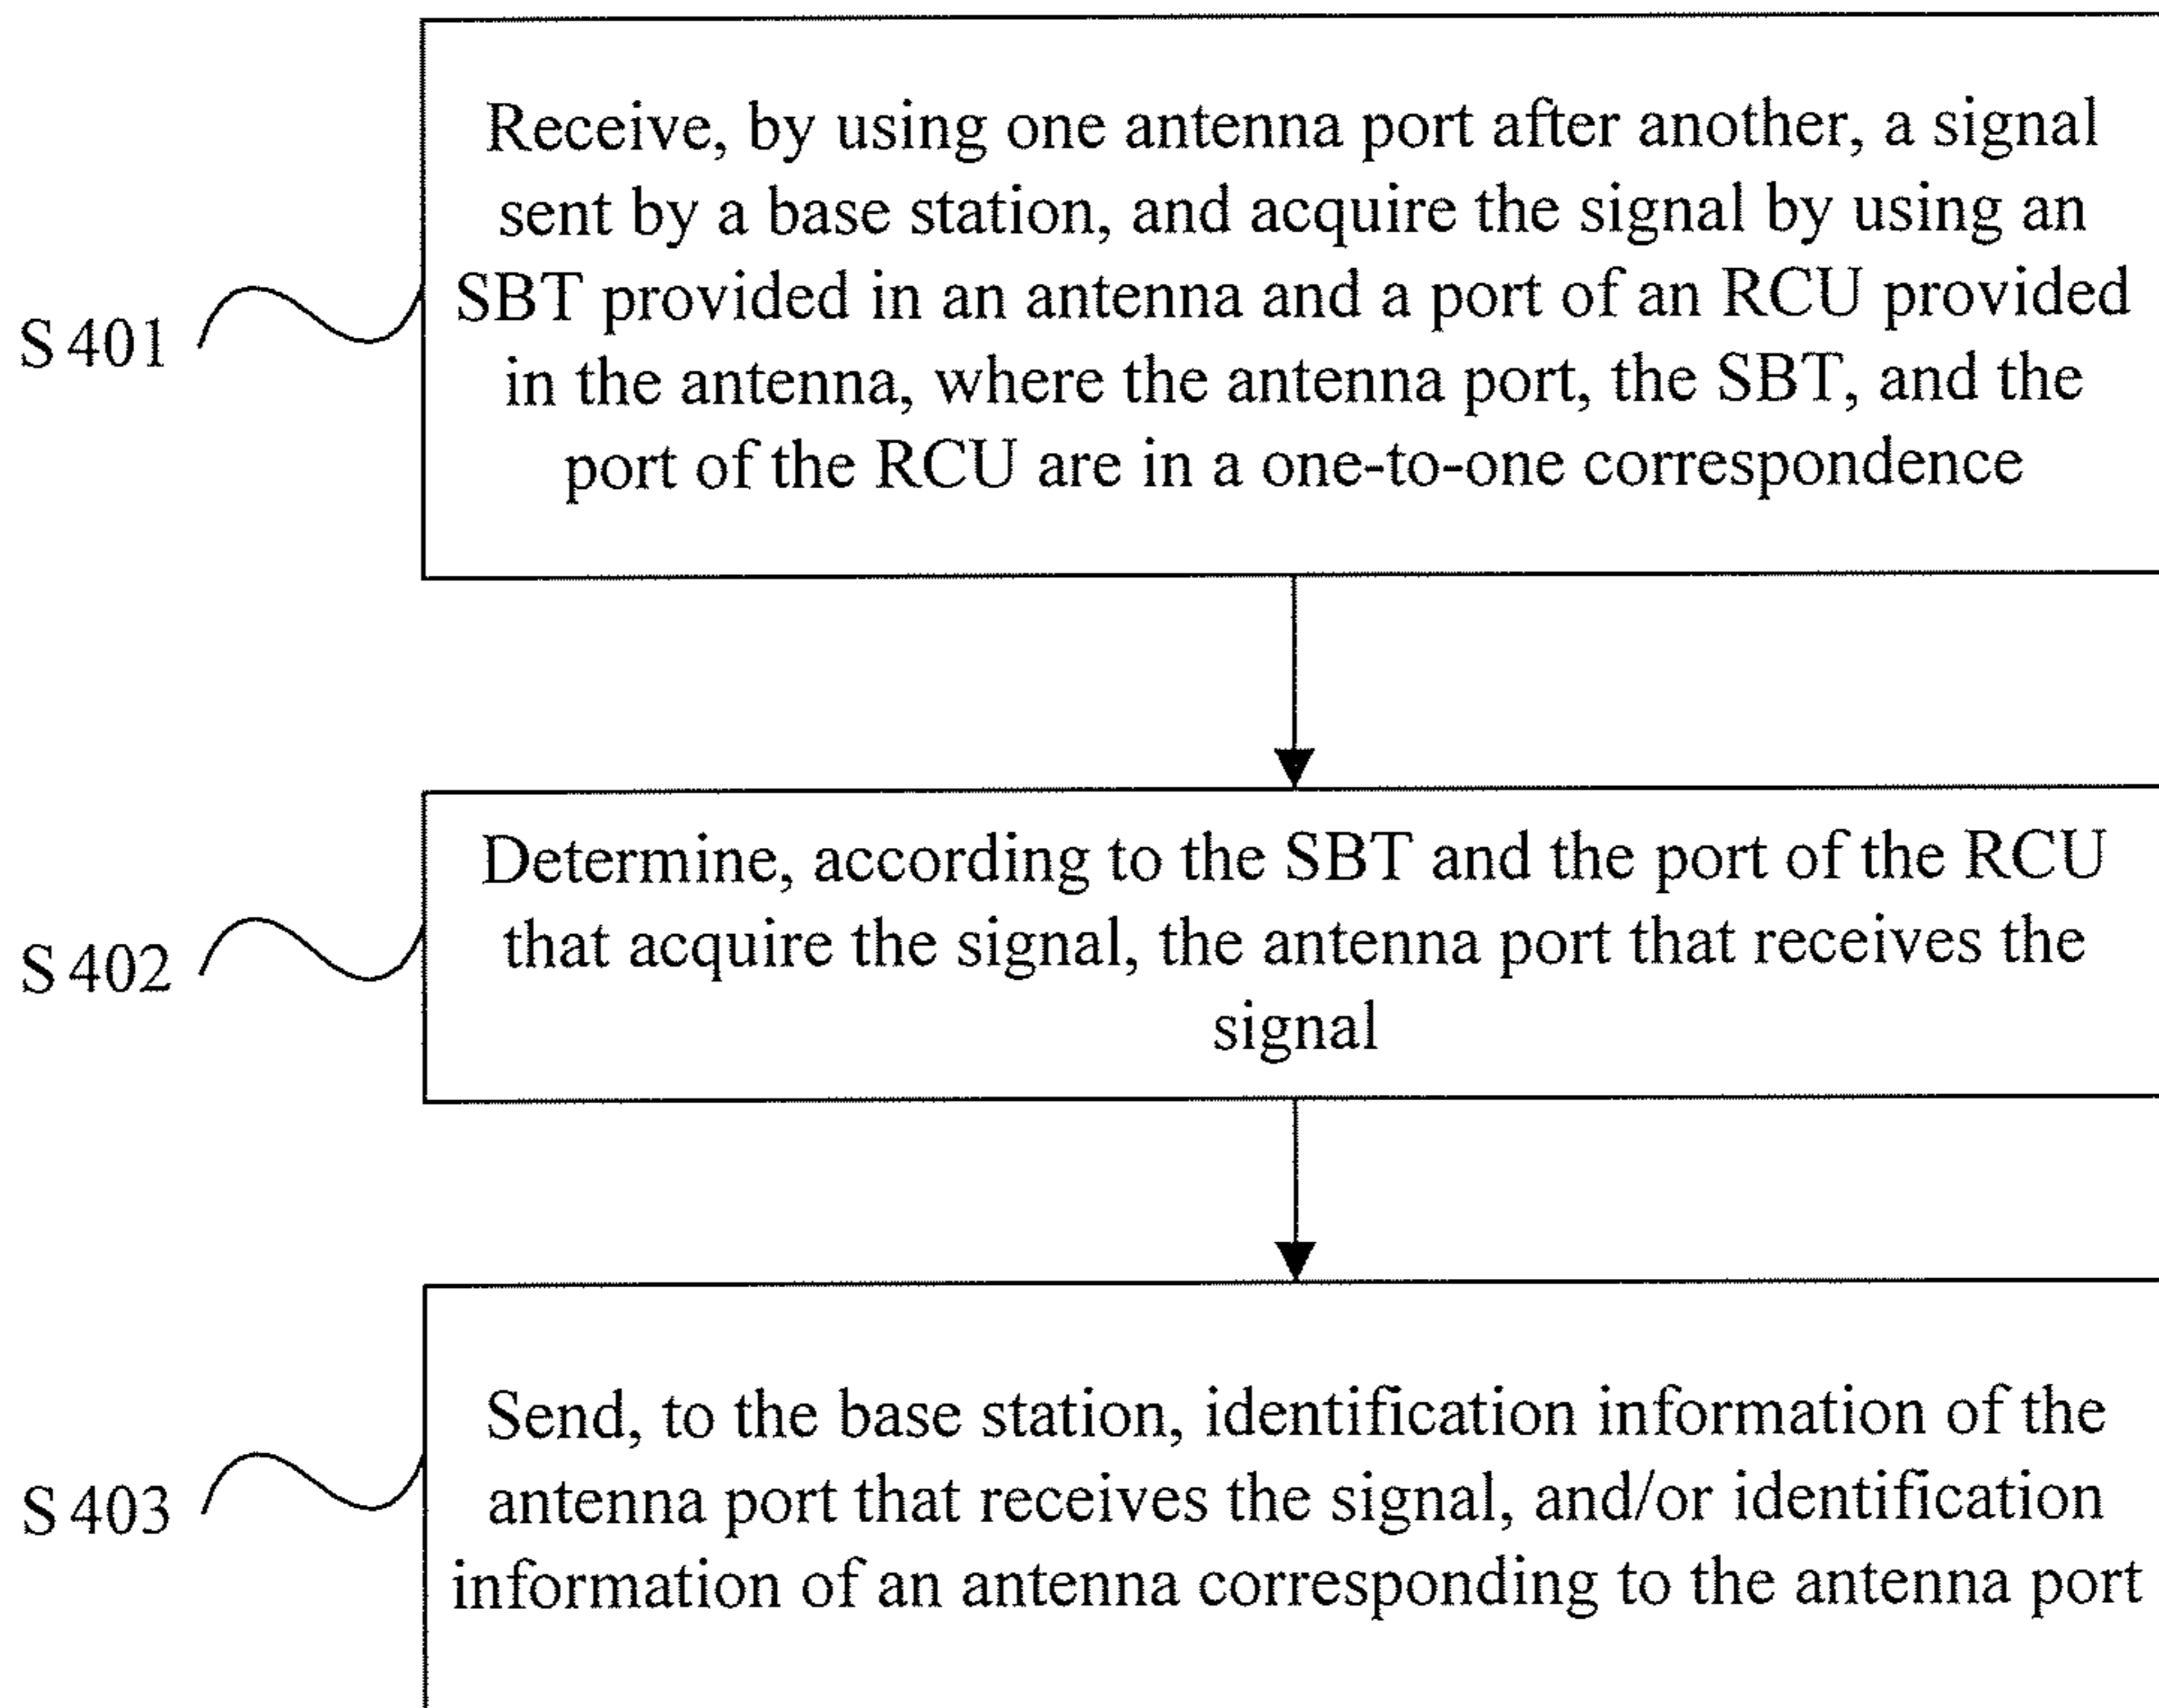 Receive, by using one antenna port after another, a signal
sent by a base station, and acquire the signal by using an
SBT provided in an antenna and a port of an RCU provided
in the antenna, where the antenna port, the SBT, and the
port of the RCU are in a one-to-one correspondence
S401
Determine, according to the SBT and the port of the RCU
that acquire the signal, the antenna port that receives the
signal
S402
Send, to the base station, identification information of the
antenna port that receives the signal, and/or identification
information of an antenna corresponding to the antenna port
S403